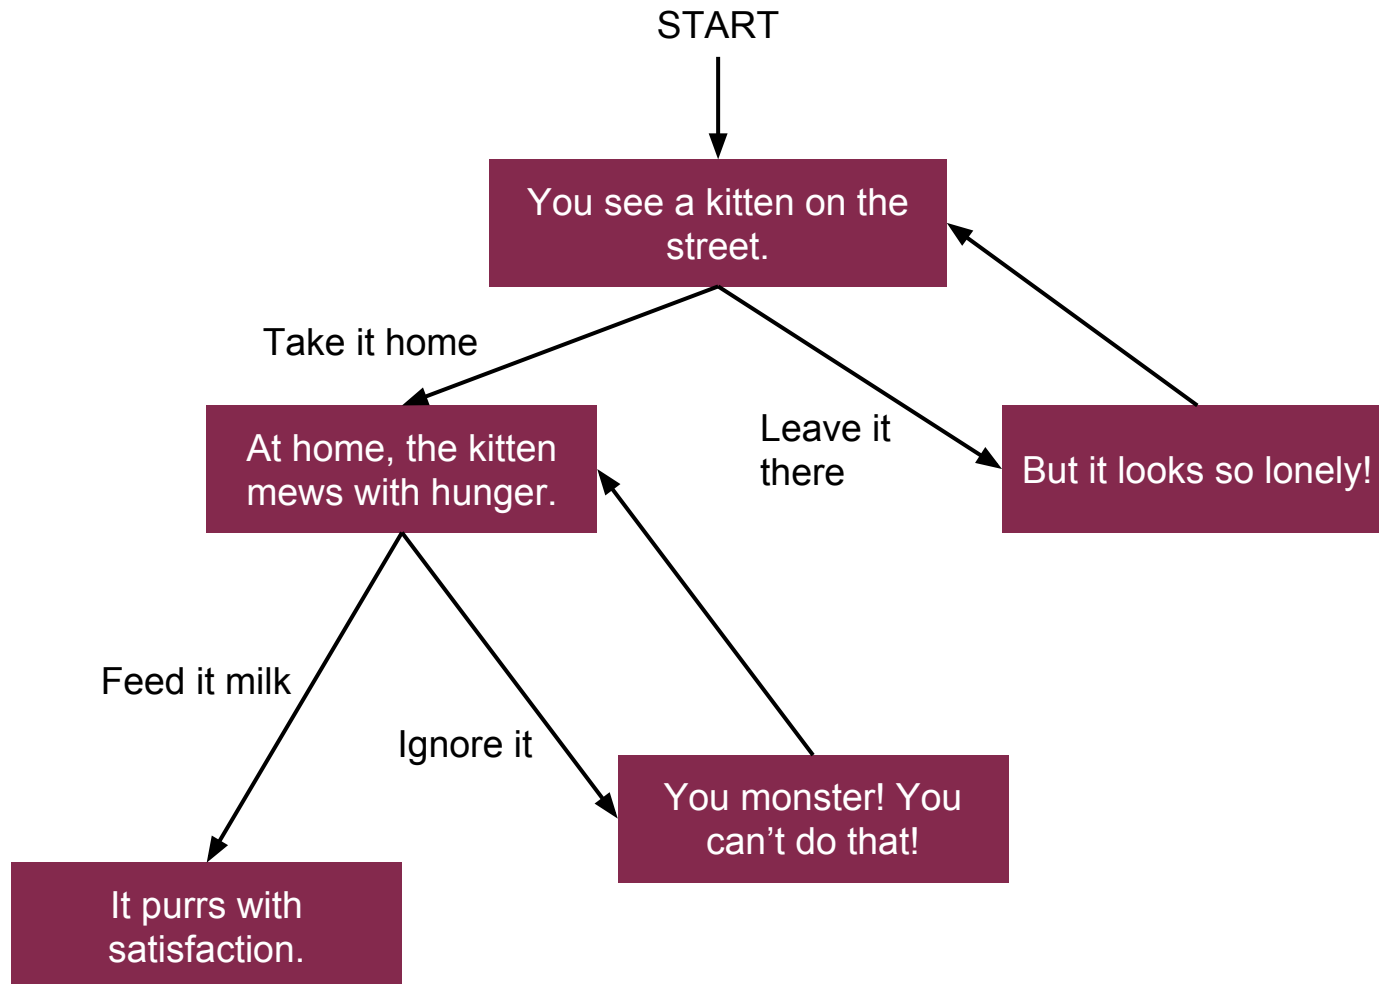 START
You see a kitten on the
street.
Take it home
Leave it
there
At home, the kitten
mews with hunger.
But it looks so lonely!
Feed it milk
Ignore it
You monster! You
can’t do that!
It purrs with
satisfaction.